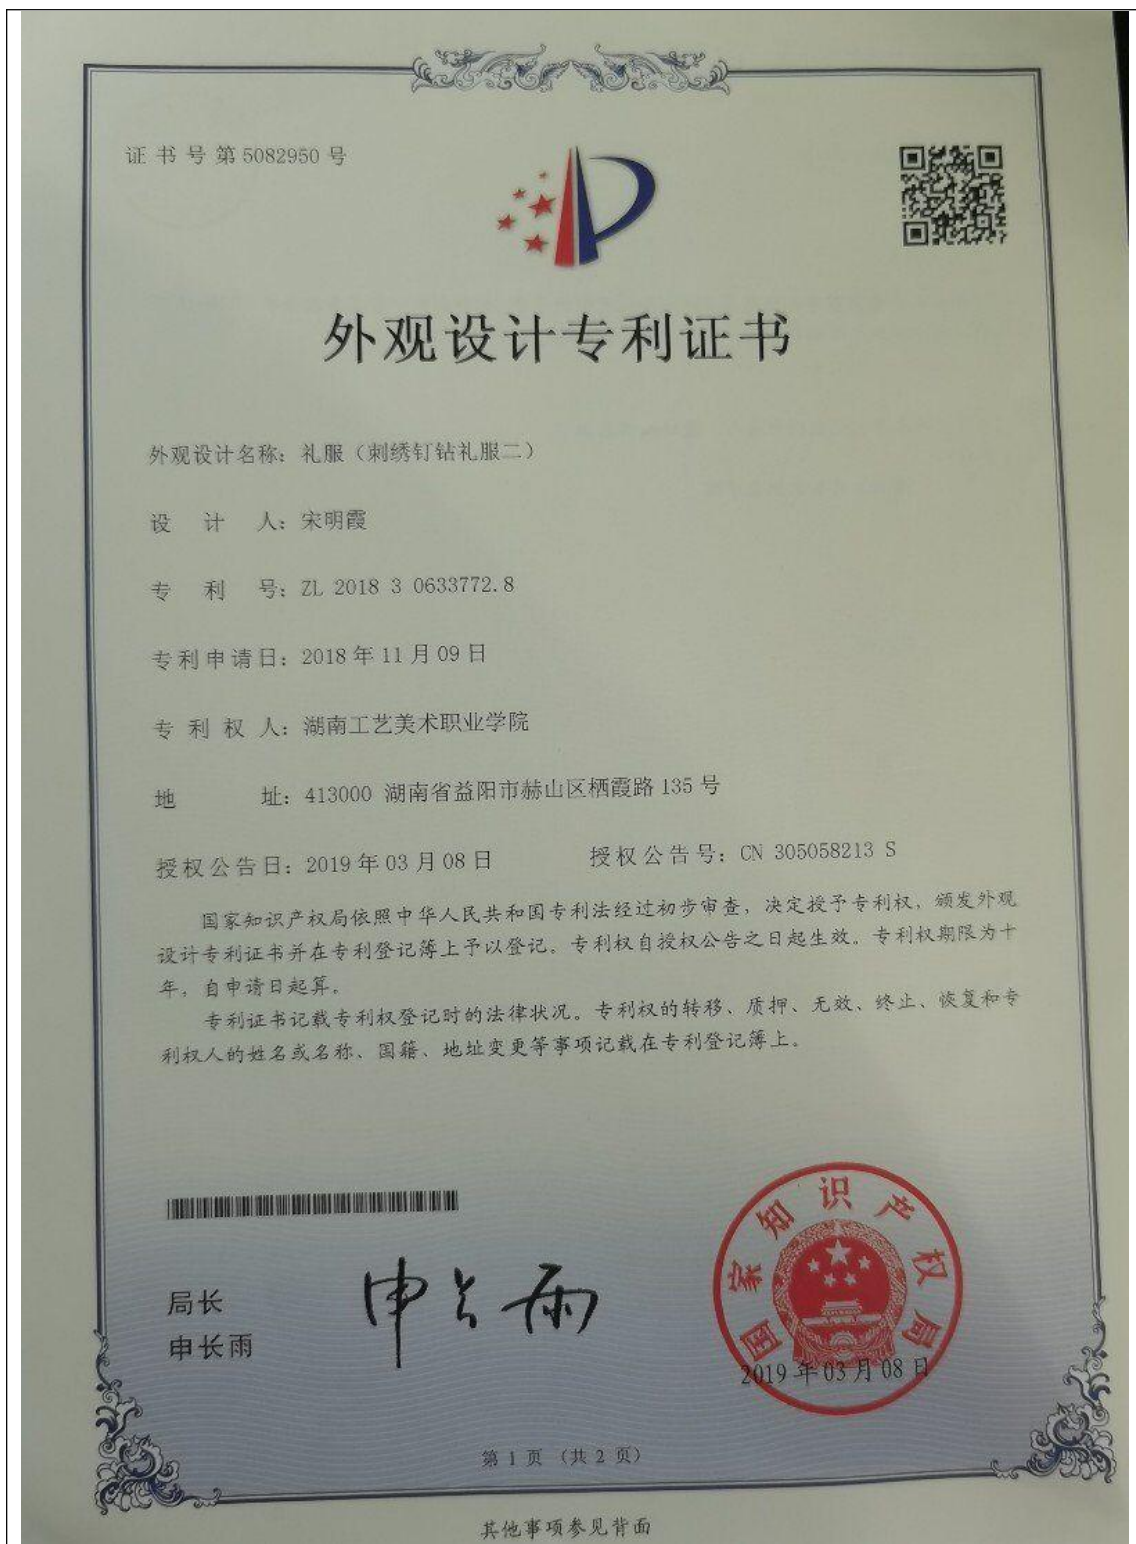 证书号第5082950号
外观设计专利证书
外观设计名称：礼服（刺绣钉钻礼服二）
设计人：宋明霞
专利号：ZL 2018 3 0633772.8
专利申请日：2018年11月09日
专利权人：湖南工艺美术职业学院
地址：413000 湖南省益阳市赫山区栖霞路135号
授权公告日：2019年03月08日 授权公告号：CN 305058213 S
国家知识产权局依照中华人民共和国专利法经过初步审查，决定授予专利权，颁发外观
设计专利证书并在专利登记簿上予以登记。专利权自授权公告之日起生效。专利权期限为十
年，自申请日起算。
专利证书记载专利权登记时的法律状况。专利权的转移、质押、无效、终止、恢复和专
利权人的姓名或名称、国籍、地址变更等事项记载在专利登记簿上。
局长
申长雨
申长雨
国家知识产权局
2019年03月08日
第1页（共2页）
其他事项参见背面